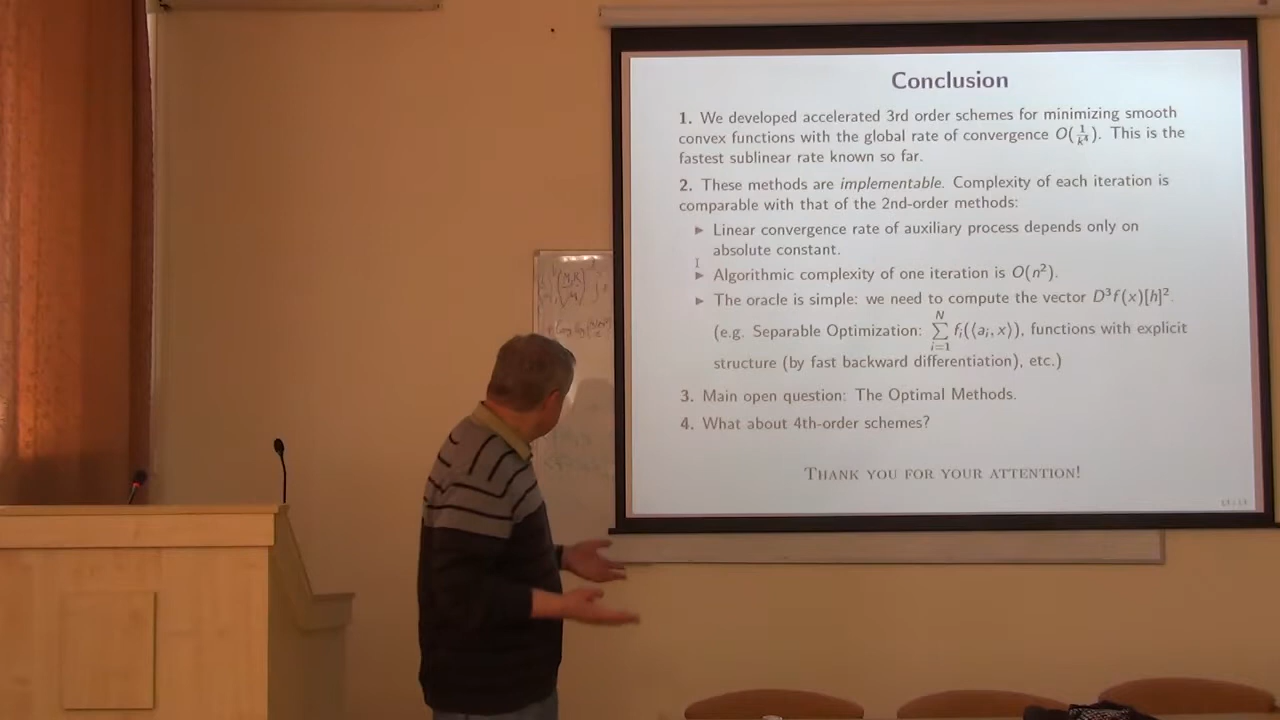 Conclusion
1. We developed accelerated 3rd order schemes for minimizing smooth
convex functions with the global rate of convergence O(1/k⁴). This is the
fastest sublinear rate known so far.
2. These methods are implementable. Complexity of each iteration is
comparable with that of the 2nd-order methods:
▶ Linear convergence rate of auxiliary process depends only on
absolute constant.
▶ Algorithmic complexity of one iteration is O(n²).
▶ The oracle is simple: we need to compute the vector D³f(x)[h]².
(e.g. Separable Optimization: ∑_{i=1}^{N} fᵢ(⟨aᵢ, x⟩), functions with explicit
structure (by fast backward differentiation), etc.)
3. Main open question: The Optimal Methods.
4. What about 4th-order schemes?
THANK YOU FOR YOUR ATTENTION!